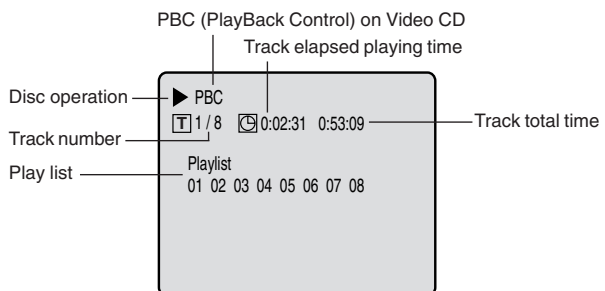 PBC (PlayBack Control) on Video CD
Track elapsed playing time
Disc operation
PBC
T 1 / 8 0:02:31 0:53:09
Track total time
Track number
Playlist
Play list
01 02 03 04 05 06 07 08